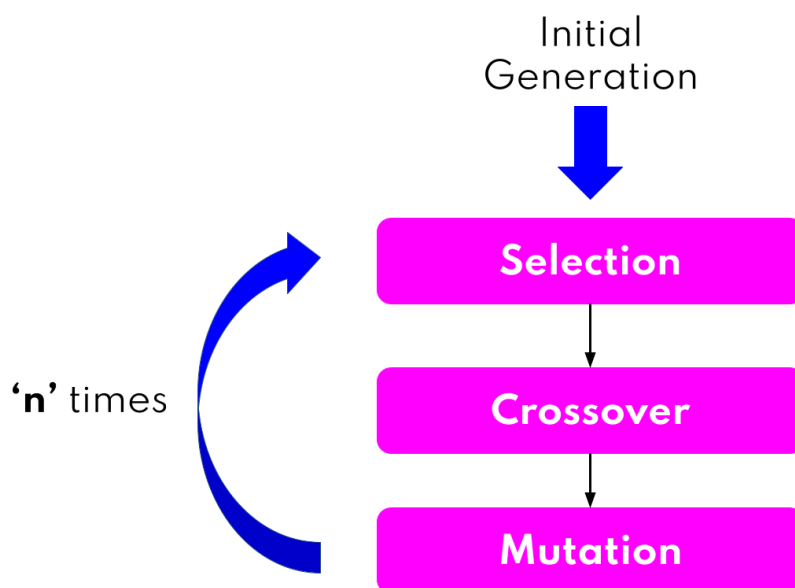 Initial
Generation
Selection
Crossover
‘n’ times
Mutation